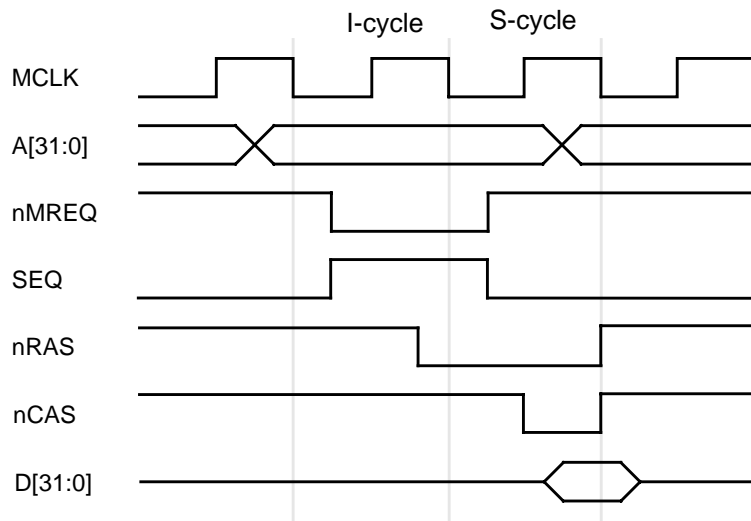 I-cycle S-cycle
MCLK
A[31:0]
nMREQ
SEQ
nRAS
nCAS
D[31:0]